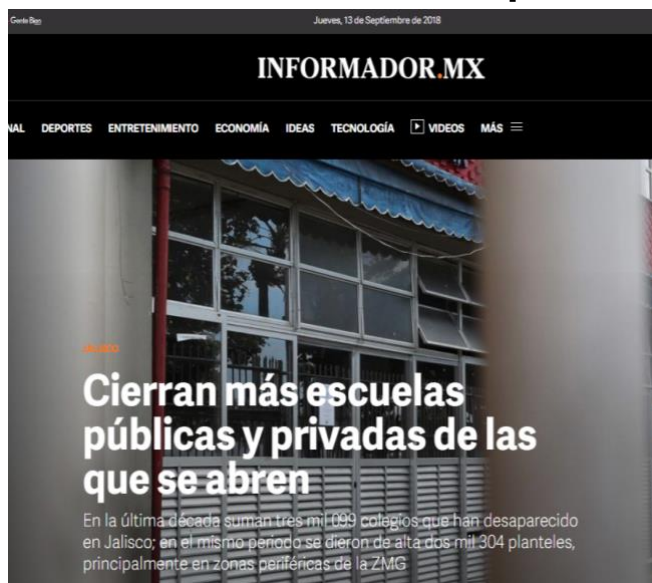 Gente Bien
Jueves, 13 de Septiembre de 2018
INFORMADOR.MX
NAL DEPORTES ENTRETENIMIENTO ECONOMÍA IDEAS TECNOLOGÍA VIDEOS MÁS
JALISCO
Cierran más escuelas
públicas y privadas de las
que se abren
En la última década suman tres mil 099 colegios que han desaparecido
en Jalisco; en el mismo periodo se dieron de alta dos mil 304 planteles,
principalmente en zonas periféricas de la ZMG